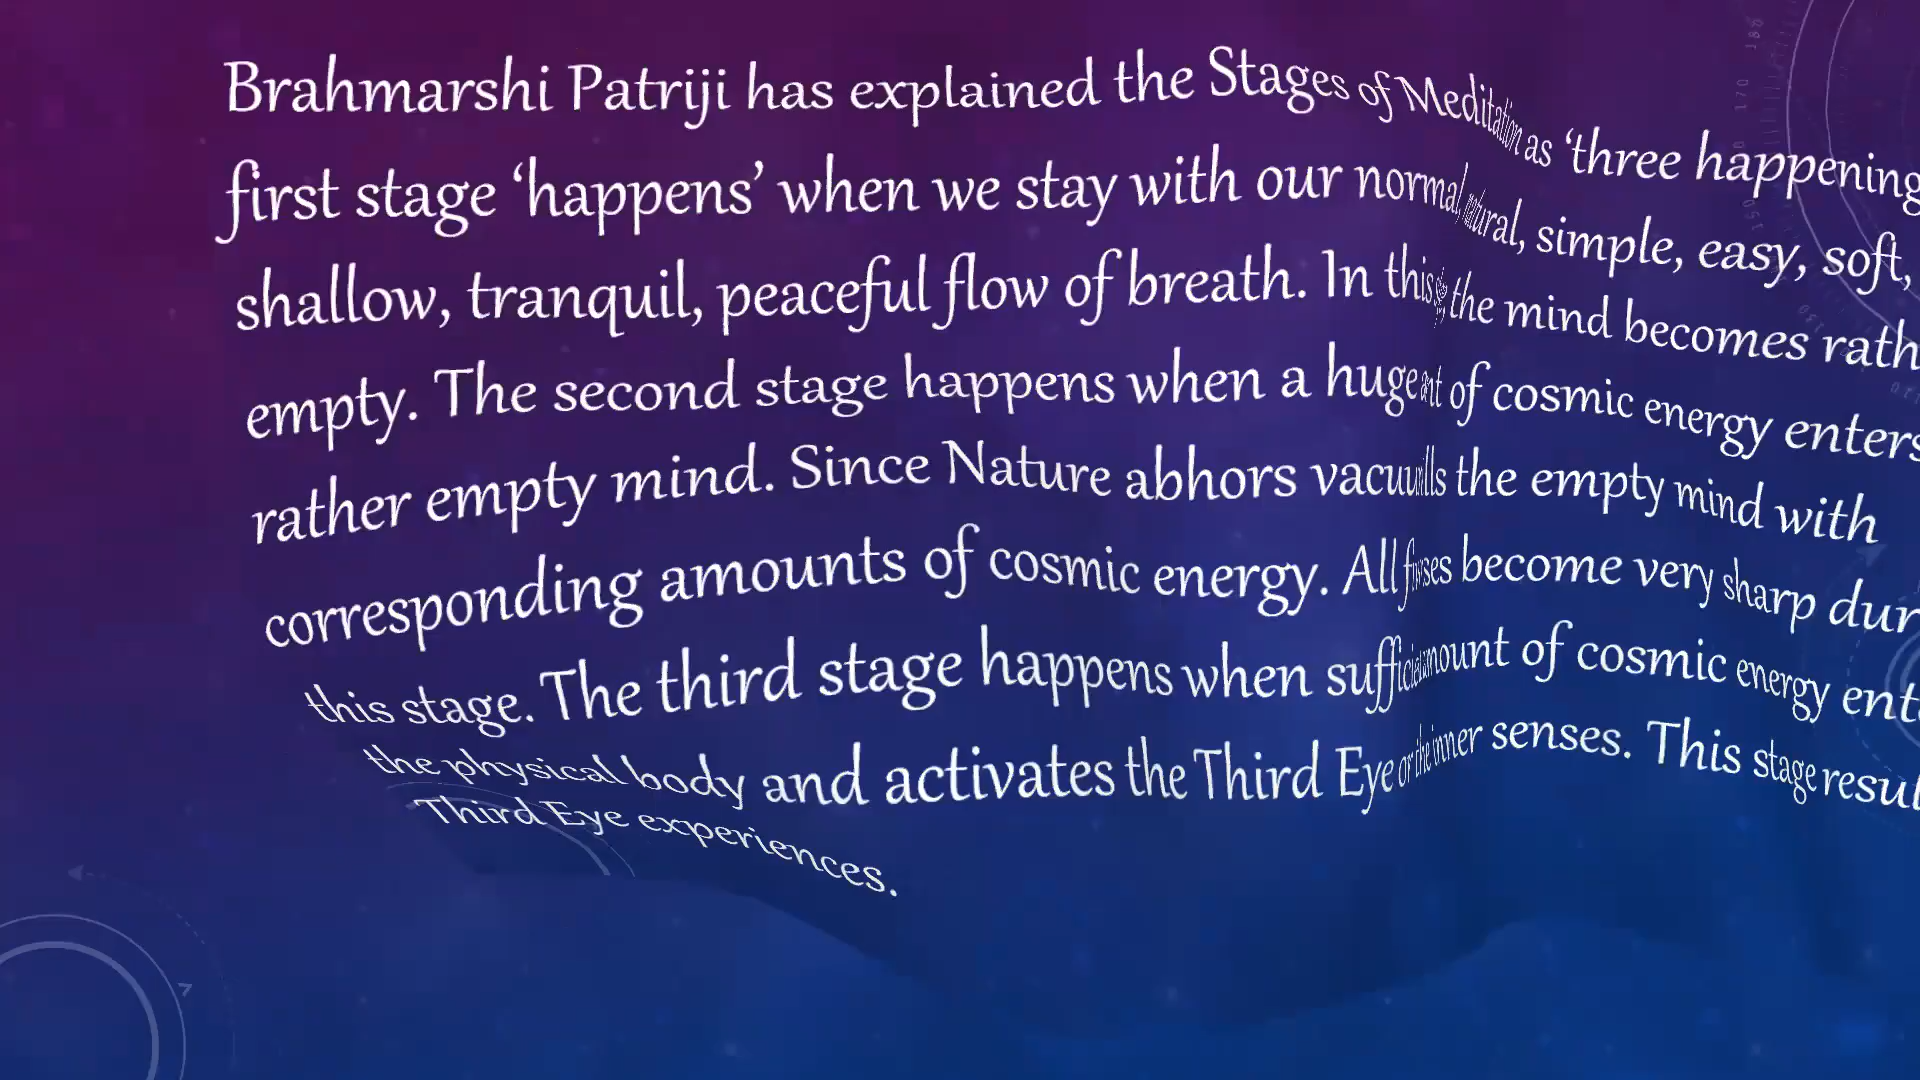 Brahmarshi Patriji has explained the Stages of Meditation as ‘three happening
first stage ‘happens’ when we stay with our normal, natural, simple, easy, soft,
shallow, tranquil, peaceful flow of breath. In this the mind becomes rath
empty. The second stage happens when a huge of cosmic energy enters
rather empty mind. Since Nature abhors the empty mind with
corresponding amounts of cosmic energy. All become very sharp dur
this stage. The third stage happens when sufficient amount of cosmic energy ent
the physical body and activates the Third Eye or the inner senses. This stage resul
Third Eye experiences.
7